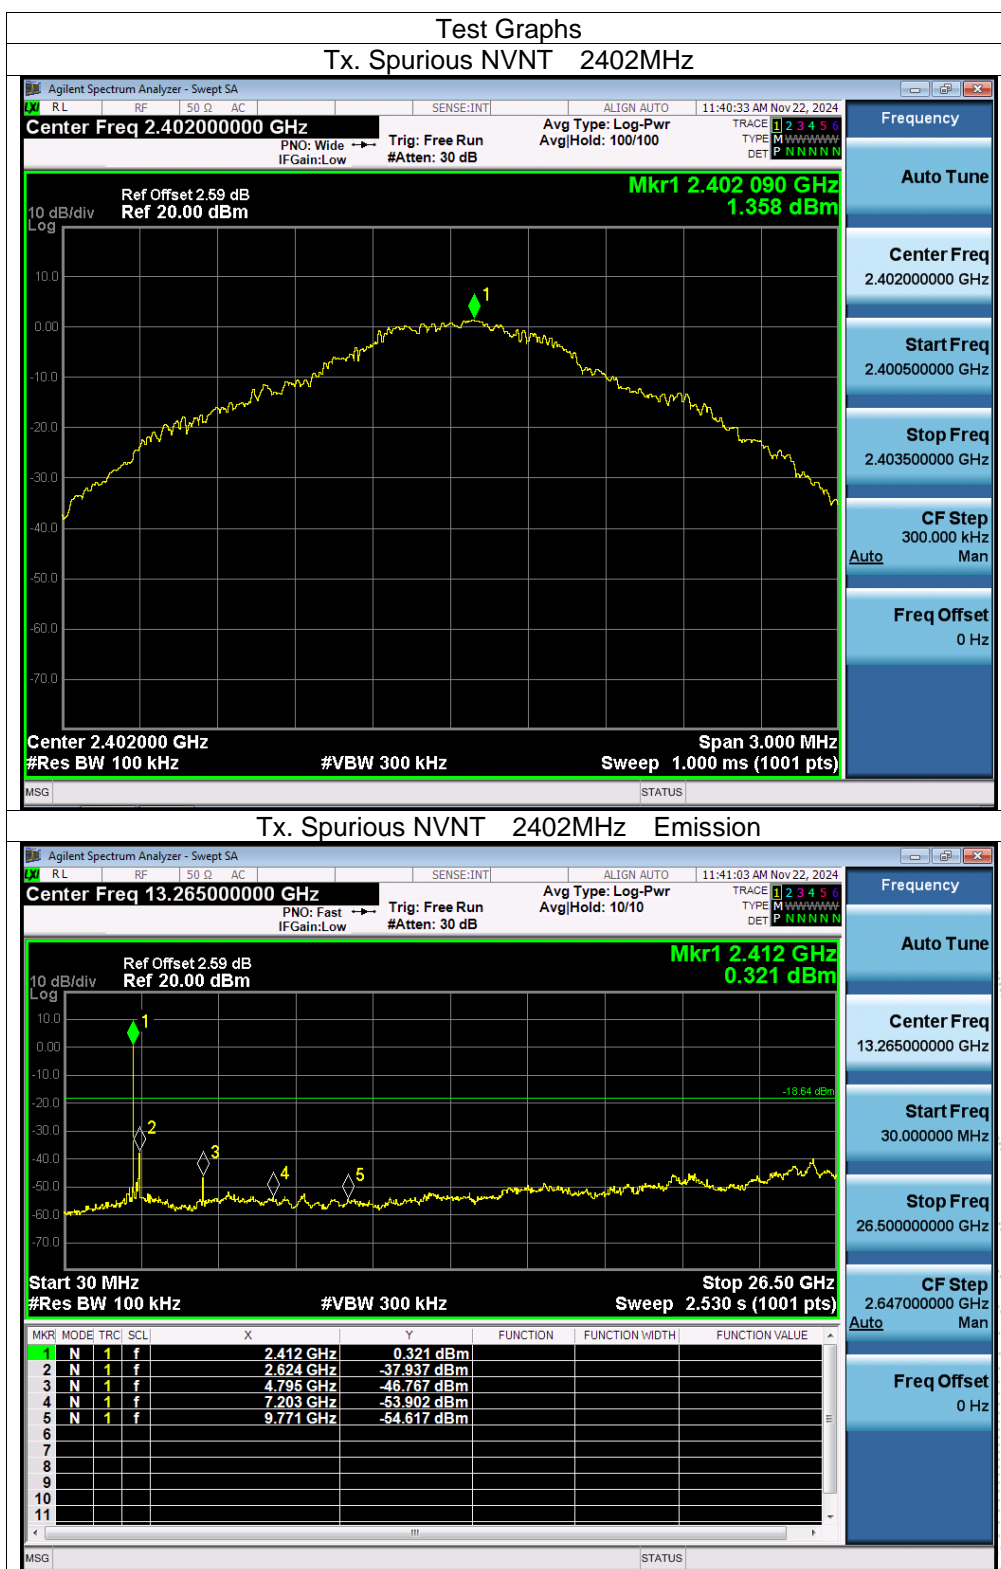 Test Graphs
Tx. Spurious NVNT 2402MHz
Agilent Spectrum Analyzer - Swept SA
LXI RL RF 50 Ω AC SENSE:INT ALIGN AUTO 11:40:33 AM Nov 22, 2024
Center Freq 2.402000000 GHz
PNO: Wide
IFGain:Low
Trig: Free Run
#Atten: 30 dB
Avg Type: Log-Pwr
Avg|Hold: 100/100
TRACE 1 2 3 4 5 6
TYPE M W W W W W
DET P N N N N N
Ref Offset 2.59 dB
Ref 20.00 dBm
10 dB/div
Log
Mkr1 2.402 090 GHz
1.358 dBm
1
10.0
0.00
-10.0
-20.0
-30.0
-40.0
-50.0
-60.0
-70.0
Center 2.402000 GHz Span 3.000 MHz
#Res BW 100 kHz #VBW 300 kHz Sweep 1.000 ms (1001 pts)
MSG STATUS
Frequency
Auto Tune
Center Freq
2.402000000 GHz
Start Freq
2.400500000 GHz
Stop Freq
2.403500000 GHz
CF Step
300.000 kHz
Auto Man
Freq Offset
0 Hz
Tx. Spurious NVNT 2402MHz Emission
Agilent Spectrum Analyzer - Swept SA
LXI RL RF 50 Ω AC SENSE:INT ALIGN AUTO 11:41:03 AM Nov 22, 2024
Center Freq 13.265000000 GHz
PNO: Fast
IFGain:Low
Trig: Free Run
#Atten: 30 dB
Avg Type: Log-Pwr
Avg|Hold: 10/10
TRACE 1 2 3 4 5 6
TYPE M W W W W W
DET P N N N N N
Ref Offset 2.59 dB
Ref 20.00 dBm
10 dB/div
Log
Mkr1 2.412 GHz
0.321 dBm
10.0
0.00
-10.0
-20.0
-30.0
-40.0
-50.0
-60.0
-70.0
1
-18.64 dBm
2
3
4
5
Start 30 MHz Stop 26.50 GHz
#Res BW 100 kHz #VBW 300 kHz Sweep 2.530 s (1001 pts)
MKR MODE TRC SCL X Y FUNCTION FUNCTION WIDTH FUNCTION VALUE
1 N 1 f 2.412 GHz 0.321 dBm
2 N 1 f 2.624 GHz -37.937 dBm
3 N 1 f 4.795 GHz -46.767 dBm
4 N 1 f 7.203 GHz -53.902 dBm
5 N 1 f 9.771 GHz -54.617 dBm
6
7
8
9
10
11
MSG STATUS
Frequency
Auto Tune
Center Freq
13.265000000 GHz
Start Freq
30.000000 MHz
Stop Freq
26.500000000 GHz
CF Step
2.647000000 GHz
Auto Man
Freq Offset
0 Hz